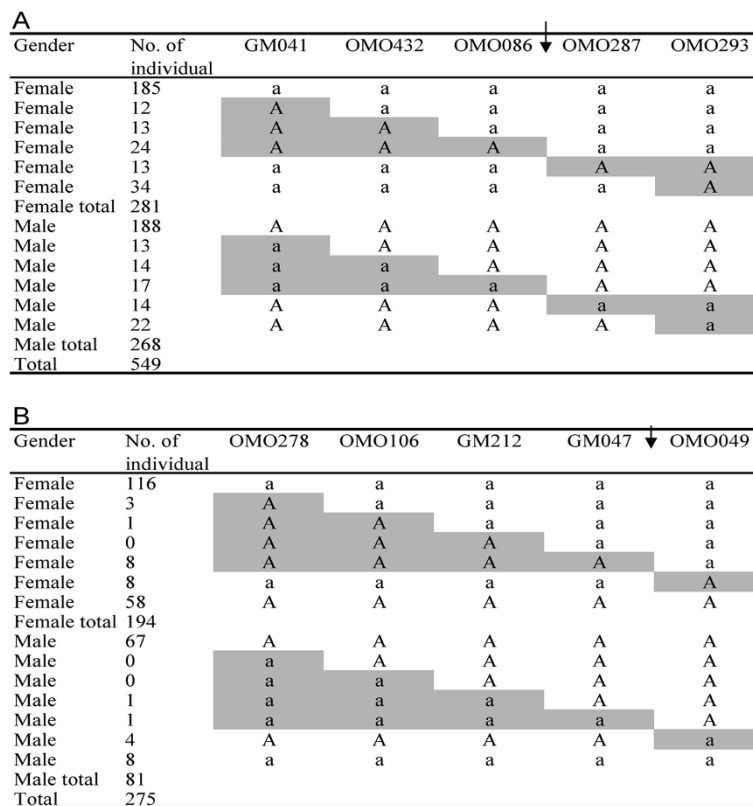 A
Gender No. of individual GM041 OMO432 OMO086 OMO287 OMO293
Female 185 a a a a a
Female 12 A a a a a
Female 13 A A a a a
Female 24 A A A a a
Female 13 a a a A A
Female 34 a a a a A
Female total 281
Male 188 A A A A A
Male 13 a A A A A
Male 14 a a A A A
Male 17 a a a A A
Male 14 A A A a a
Male 22 A A A A a
Male total 268
Total 549
B
Gender No. of individual OMO278 OMO106 GM212 GM047 OMO049
Female 116 a a a a a
Female 3 A a a a a
Female 1 A A a a a
Female 0 A A A a a
Female 8 A A A A a
Female 8 a a a a A
Female 58 A A A A A
Female total 194
Male 67 A A A A A
Male 0 a A A A A
Male 0 a a A A A
Male 1 a a a A A
Male 1 a a a a A
Male 4 A A A A a
Male 8 a a a a a
Male total 81
Total 275